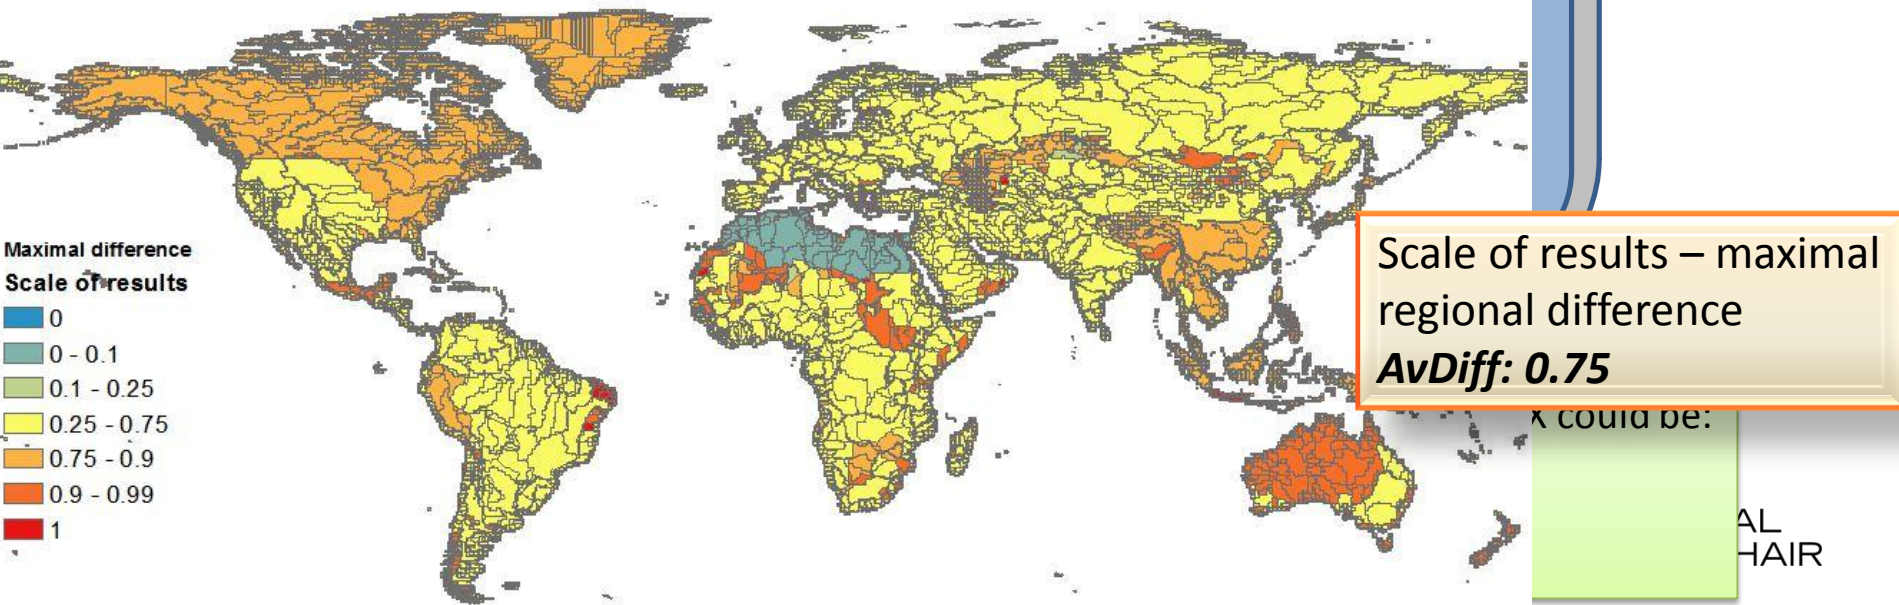 Maximal difference
Scale of results
0
0 - 0.1
0.1 - 0.25
0.25 - 0.75
0.75 - 0.9
0.9 - 0.99
1
Scale of results – maximal
regional difference
AvDiff: 0.75
X could be:
AL
HAIR